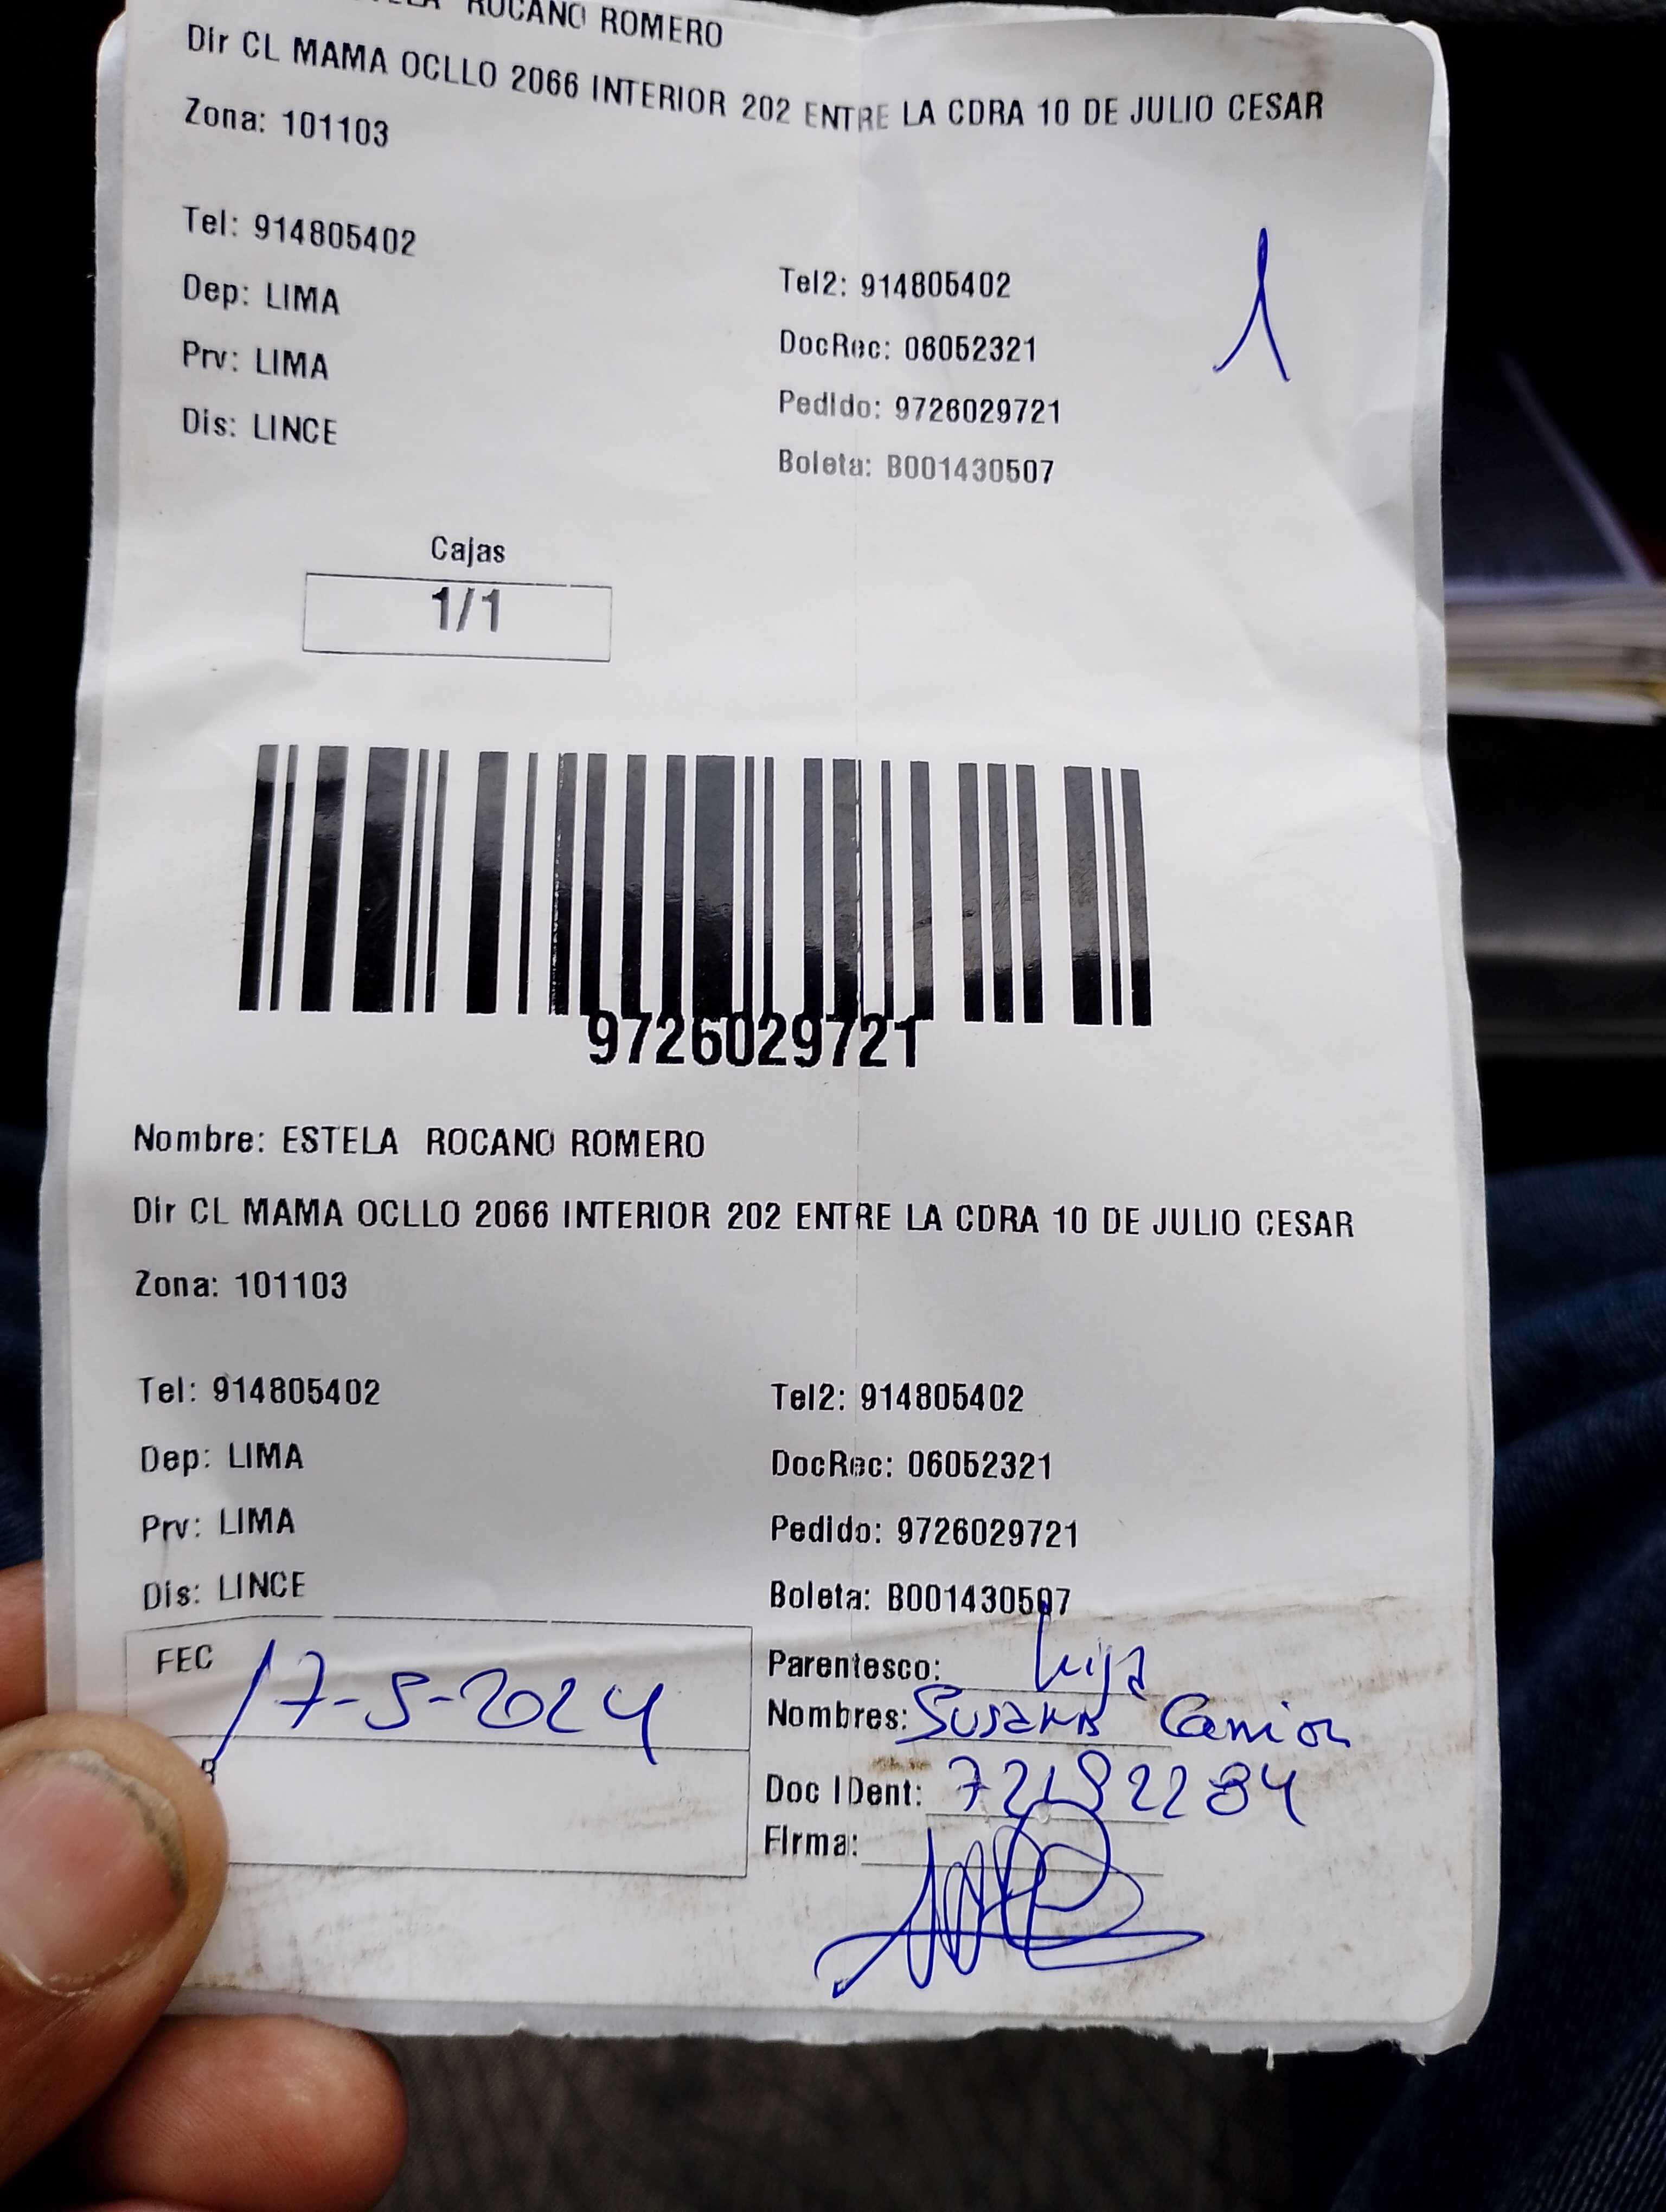 ROCANO ROMERO
Dir CL MAMA OCLLO 2066 INTERIOR 202 ENTRE LA CDRA 10 DE JULIO CESAR
Zona: 101103
Tel: 914805402
Tel2: 914805402
Dep: LIMA
DocRec: 06052321
Prv: LIMA
Pedido: 9726029721
Dis: LINCE
Boleta: B001430507
Cajas
1/1
9726029721
Nombre: ESTELA ROCANO ROMERO
Dir CL MAMA OCLLO 2066 INTERIOR 202 ENTRE LA CDRA 10 DE JULIO CESAR
Zona: 101103
Tel: 914805402
Tel2: 914805402
Dep: LIMA
DocRec: 06052321
Prv: LIMA
Pedido: 9726029721
Dis: LINCE
Boleta: B001430507
FEC 17-5-2024
Parentesco: hija
Nombres: Susana
Doc IDent:
Firma: